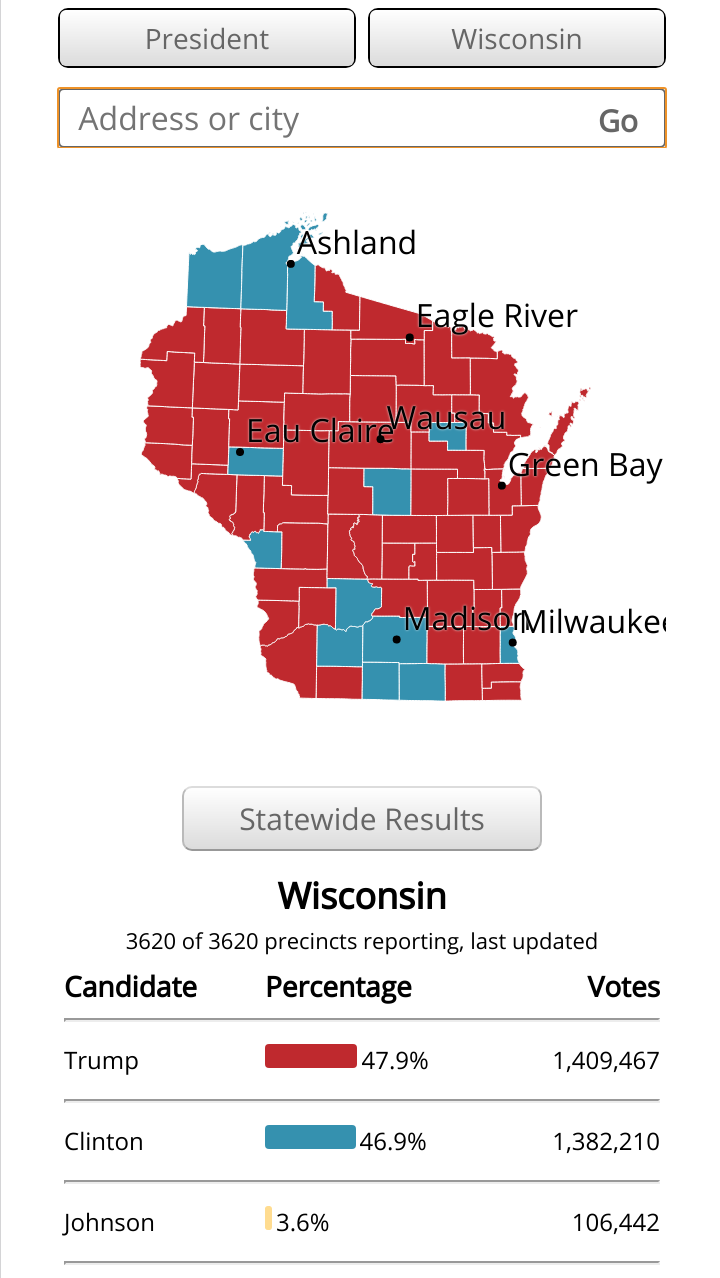 President Wisconsin
Address or city Go
Ashland
Eagle River
Wausau
Eau Claire
Green Bay
Madison Milwaukee
Statewide Results
Wisconsin
3620 of 3620 precincts reporting, last updated
Candidate Percentage Votes
Trump 47.9% 1,409,467
Clinton 46.9% 1,382,210
Johnson 3.6% 106,442